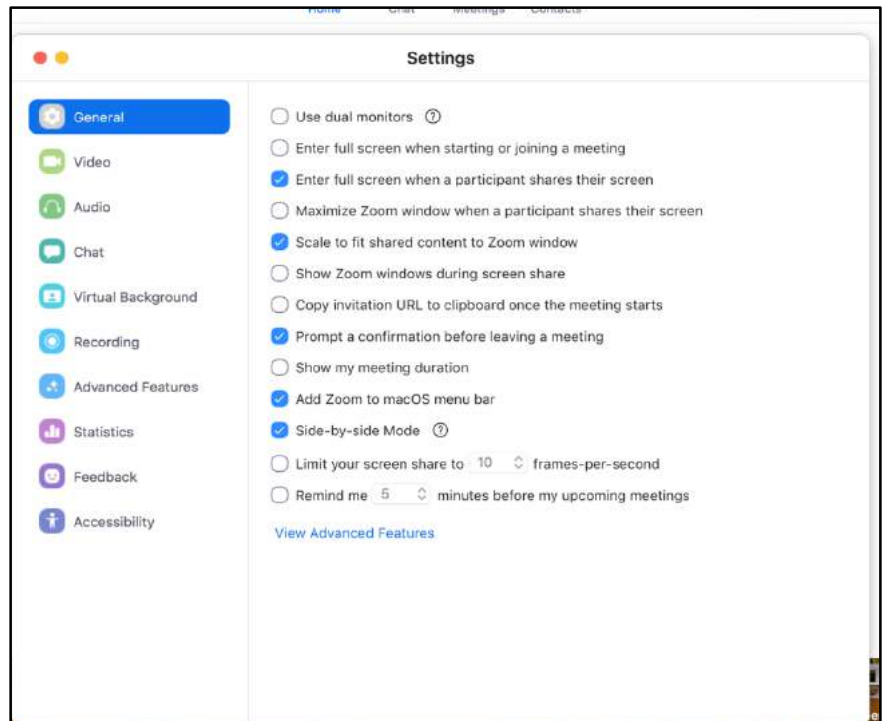 Home Chat Meetings Contacts
Settings
General
Video
Audio
Chat
Virtual Background
Recording
Advanced Features
Statistics
Feedback
Accessibility
Use dual monitors ?
Enter full screen when starting or joining a meeting
Enter full screen when a participant shares their screen
Maximize Zoom window when a participant shares their screen
Scale to fit shared content to Zoom window
Show Zoom windows during screen share
Copy invitation URL to clipboard once the meeting starts
Prompt a confirmation before leaving a meeting
Show my meeting duration
Add Zoom to macOS menu bar
Side-by-side Mode ?
Limit your screen share to 10 frames-per-second
Remind me 5 minutes before my upcoming meetings
View Advanced Features